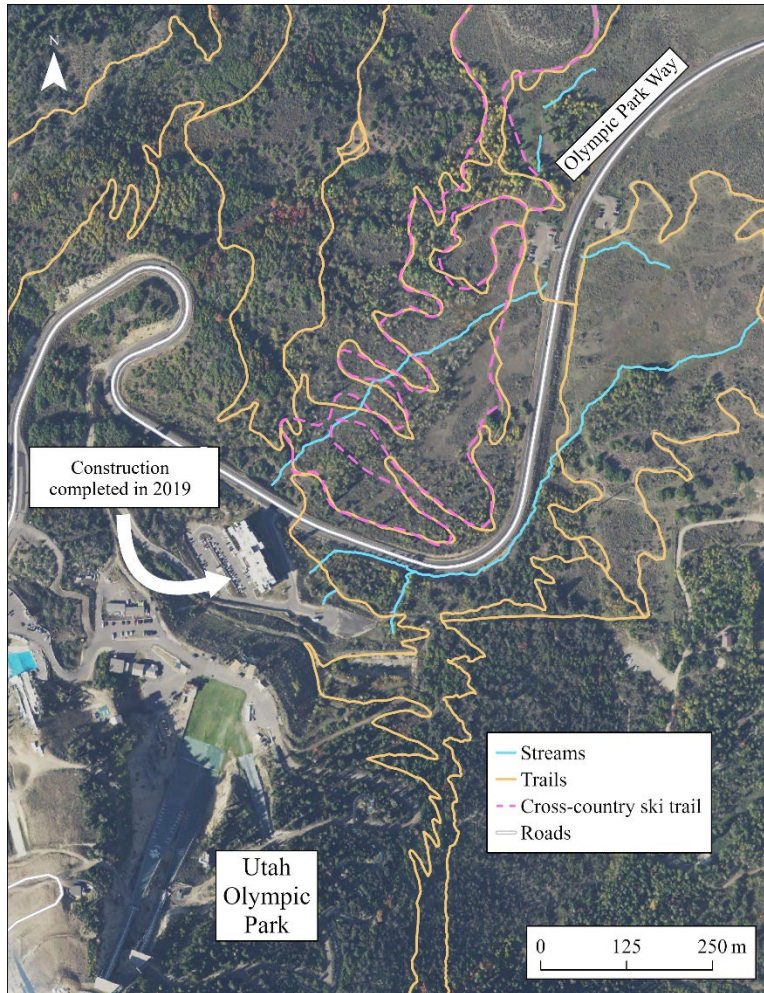 N
Olympic Park Way
Construction
completed in 2019
Streams
Trails
Cross-country ski trail
Roads
Utah
Olympic
Park
0 125 250 m